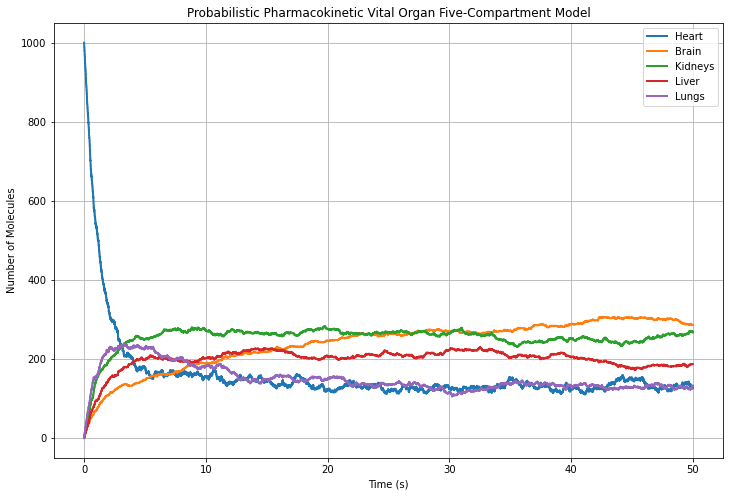 Probabilistic Pharmacokinetic Vital Organ Five-Compartment Model
Heart
Brain
Kidneys
Liver
Lungs
Number of Molecules
1000
800
600
400
200
0
0 10 20 30 40 50
Time (s)